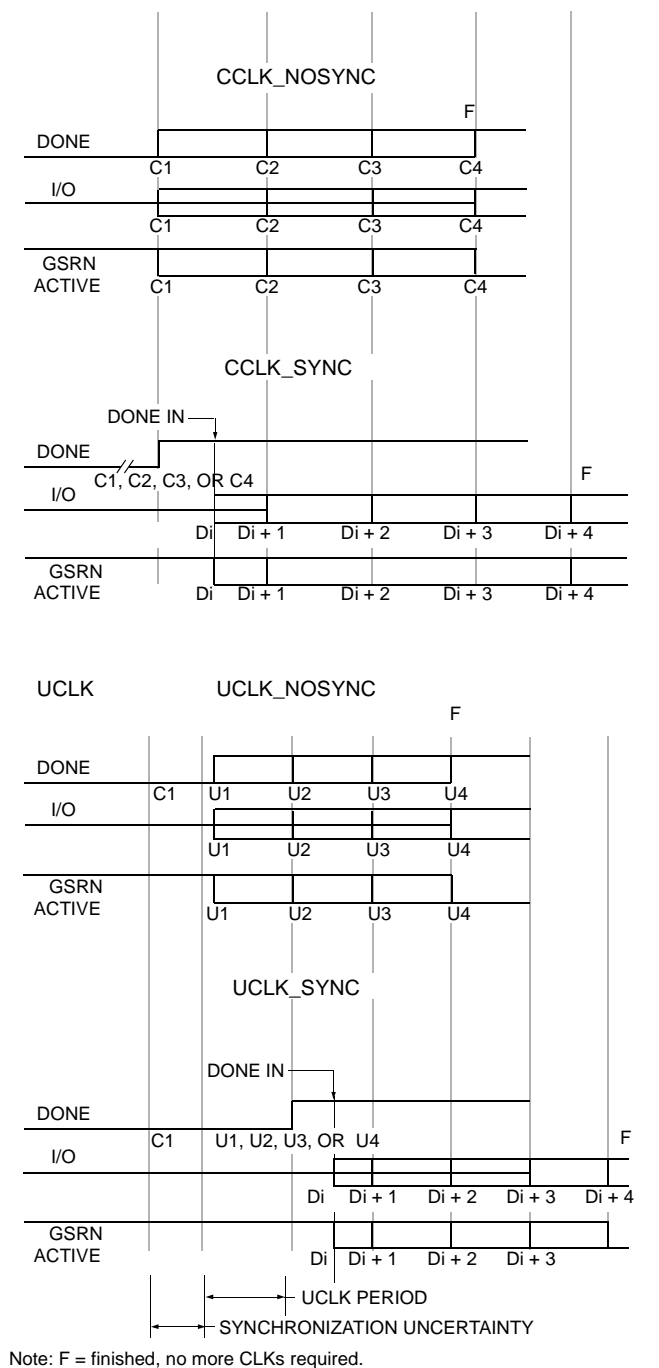 CCLK_NOSYNC
F
DONE
C1 C2 C3 C4
I/O
C1 C2 C3 C4
GSRN
ACTIVE
C1 C2 C3 C4
CCLK_SYNC
DONE IN
DONE
C1, C2, C3, OR C4
F
I/O
Di Di + 1 Di + 2 Di + 3 Di + 4
GSRN
ACTIVE
Di Di + 1 Di + 2 Di + 3 Di + 4
UCLK UCLK_NOSYNC
F
DONE
C1 U1 U2 U3 U4
I/O
U1 U2 U3 U4
GSRN
ACTIVE
U1 U2 U3 U4
UCLK_SYNC
DONE IN
DONE
C1 U1, U2, U3, OR U4
F
I/O
Di Di + 1 Di + 2 Di + 3 Di + 4
GSRN
ACTIVE
Di Di + 1 Di + 2 Di + 3
UCLK PERIOD
SYNCHRONIZATION UNCERTAINTY
Note: F = finished, no more CLKs required.